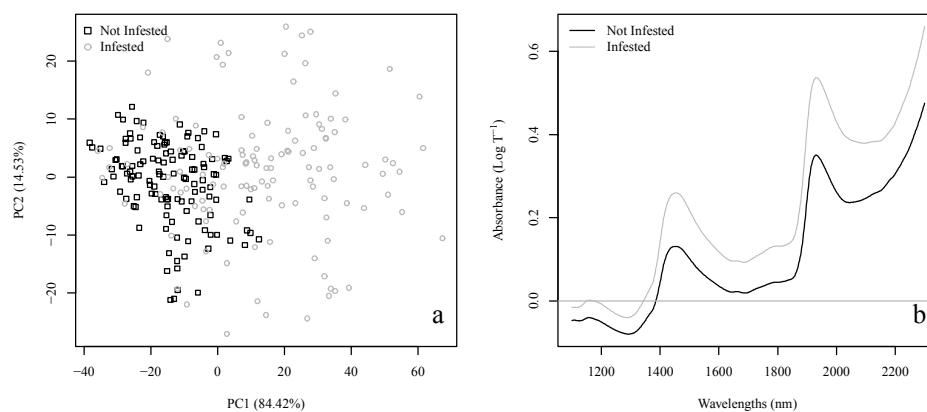 Not Infested
Infested
20
10
0
−10
−20
PC2 (14.53%)
−40
−20
0
20
40
60
PC1 (84.42%)
a
Not Infested
Infested
0.6
0.4
0.2
0.0
Absorbance (Log T⁻¹)
1200
1400
1600
1800
2000
2200
Wavelengths (nm)
b